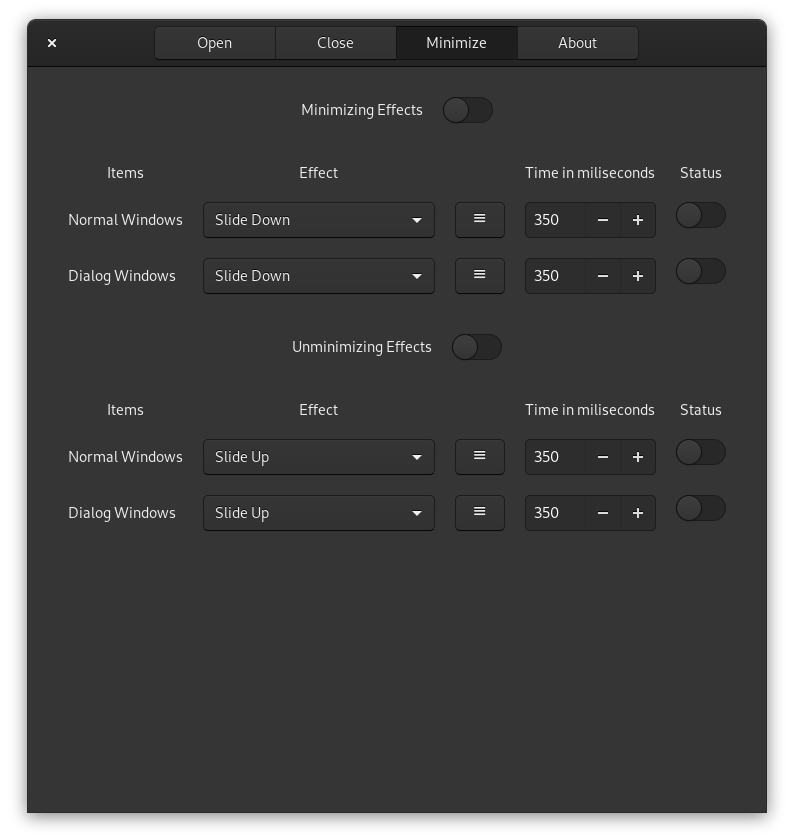 Open Close Minimize About
Minimizing Effects
Items Effect Time in miliseconds Status
Normal Windows Slide Down 350
Dialog Windows Slide Down 350
Unminimizing Effects
Items Effect Time in miliseconds Status
Normal Windows Slide Up 350
Dialog Windows Slide Up 350